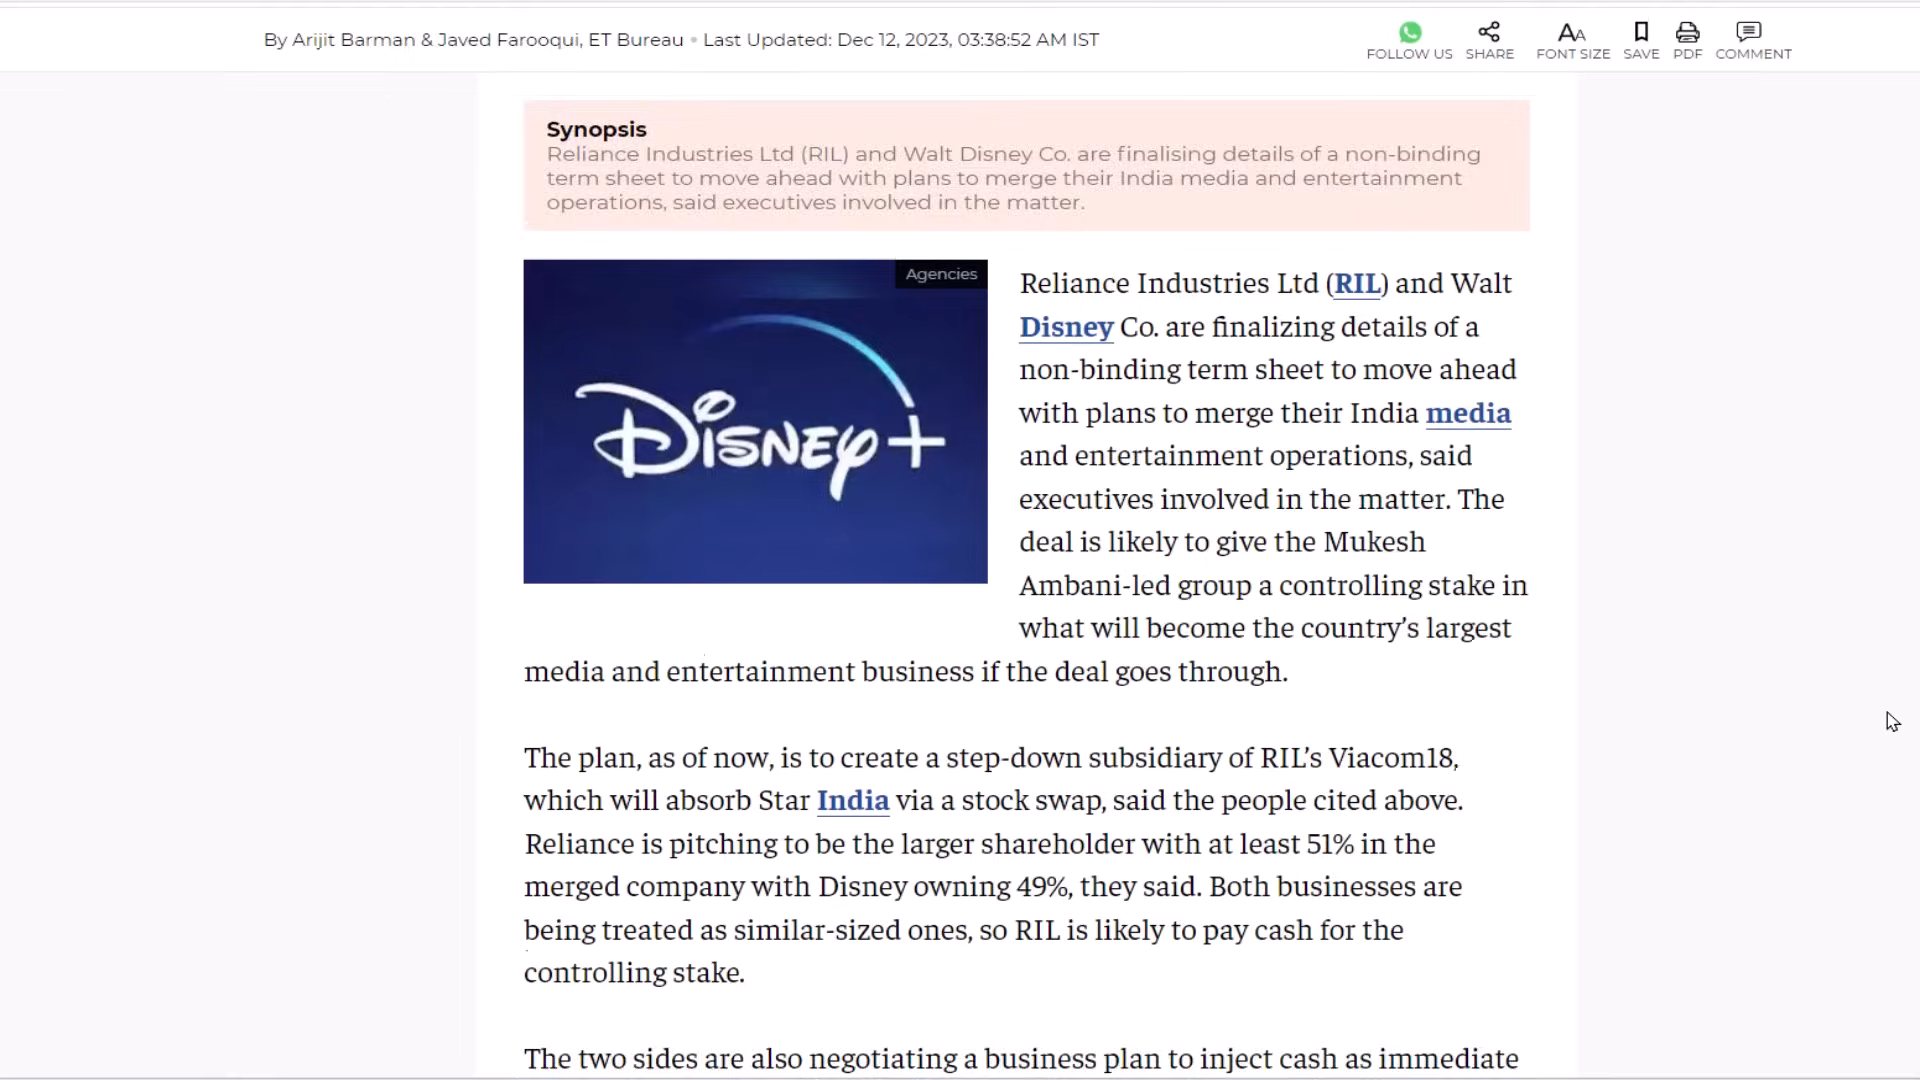 By Arijit Barman & Javed Farooqui, ET Bureau • Last Updated: Dec 12, 2023, 03:38:52 AM IST
FOLLOW US SHARE FONT SIZE SAVE PDF COMMENT
Synopsis
Reliance Industries Ltd (RIL) and Walt Disney Co. are finalising details of a non-binding
term sheet to move ahead with plans to merge their India media and entertainment
operations, said executives involved in the matter.
Agencies
Disney+
Reliance Industries Ltd (RIL) and Walt
Disney Co. are finalizing details of a
non-binding term sheet to move ahead
with plans to merge their India media
and entertainment operations, said
executives involved in the matter. The
deal is likely to give the Mukesh
Ambani-led group a controlling stake in
what will become the country’s largest
media and entertainment business if the deal goes through.
The plan, as of now, is to create a step-down subsidiary of RIL’s Viacom18,
which will absorb Star India via a stock swap, said the people cited above.
Reliance is pitching to be the larger shareholder with at least 51% in the
merged company with Disney owning 49%, they said. Both businesses are
being treated as similar-sized ones, so RIL is likely to pay cash for the
controlling stake.
The two sides are also negotiating a business plan to inject cash as immediate